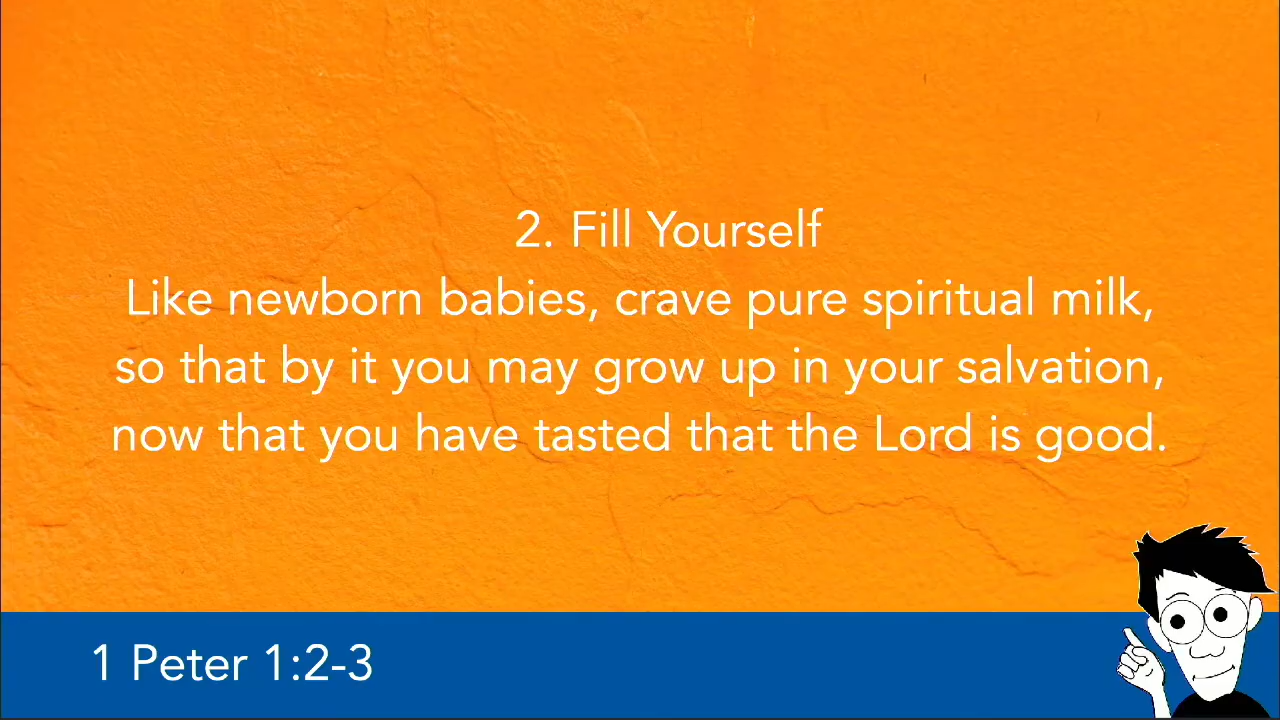 2. Fill Yourself
Like newborn babies, crave pure spiritual milk,
so that by it you may grow up in your salvation,
now that you have tasted that the Lord is good.
1 Peter 1:2-3